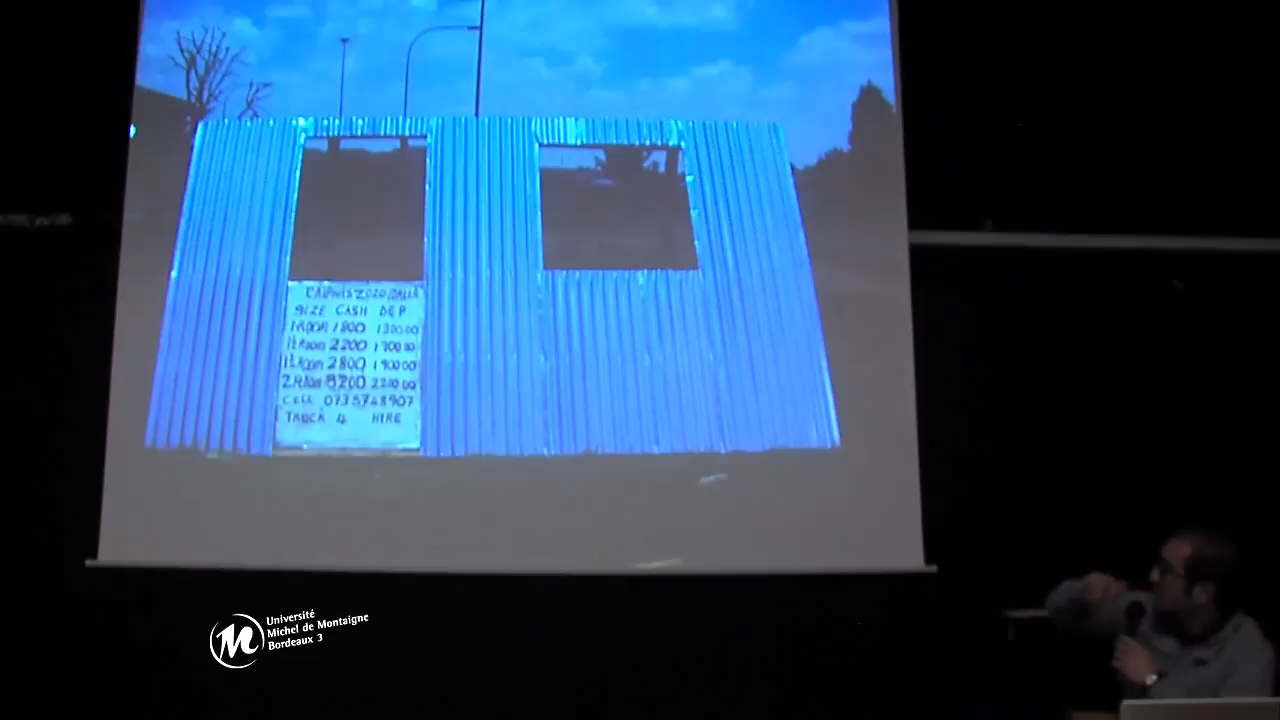 SIZE CASH DEP
1 ROOM 1800 1300.00
1½ ROOM 2200 1700.00
1½ ROOM 2800 1900.00
2. ROOM 3200 2200.00
CELL 0735748907
TRUCK 4 HIRE
Université
Michel de Montaigne
Bordeaux 3